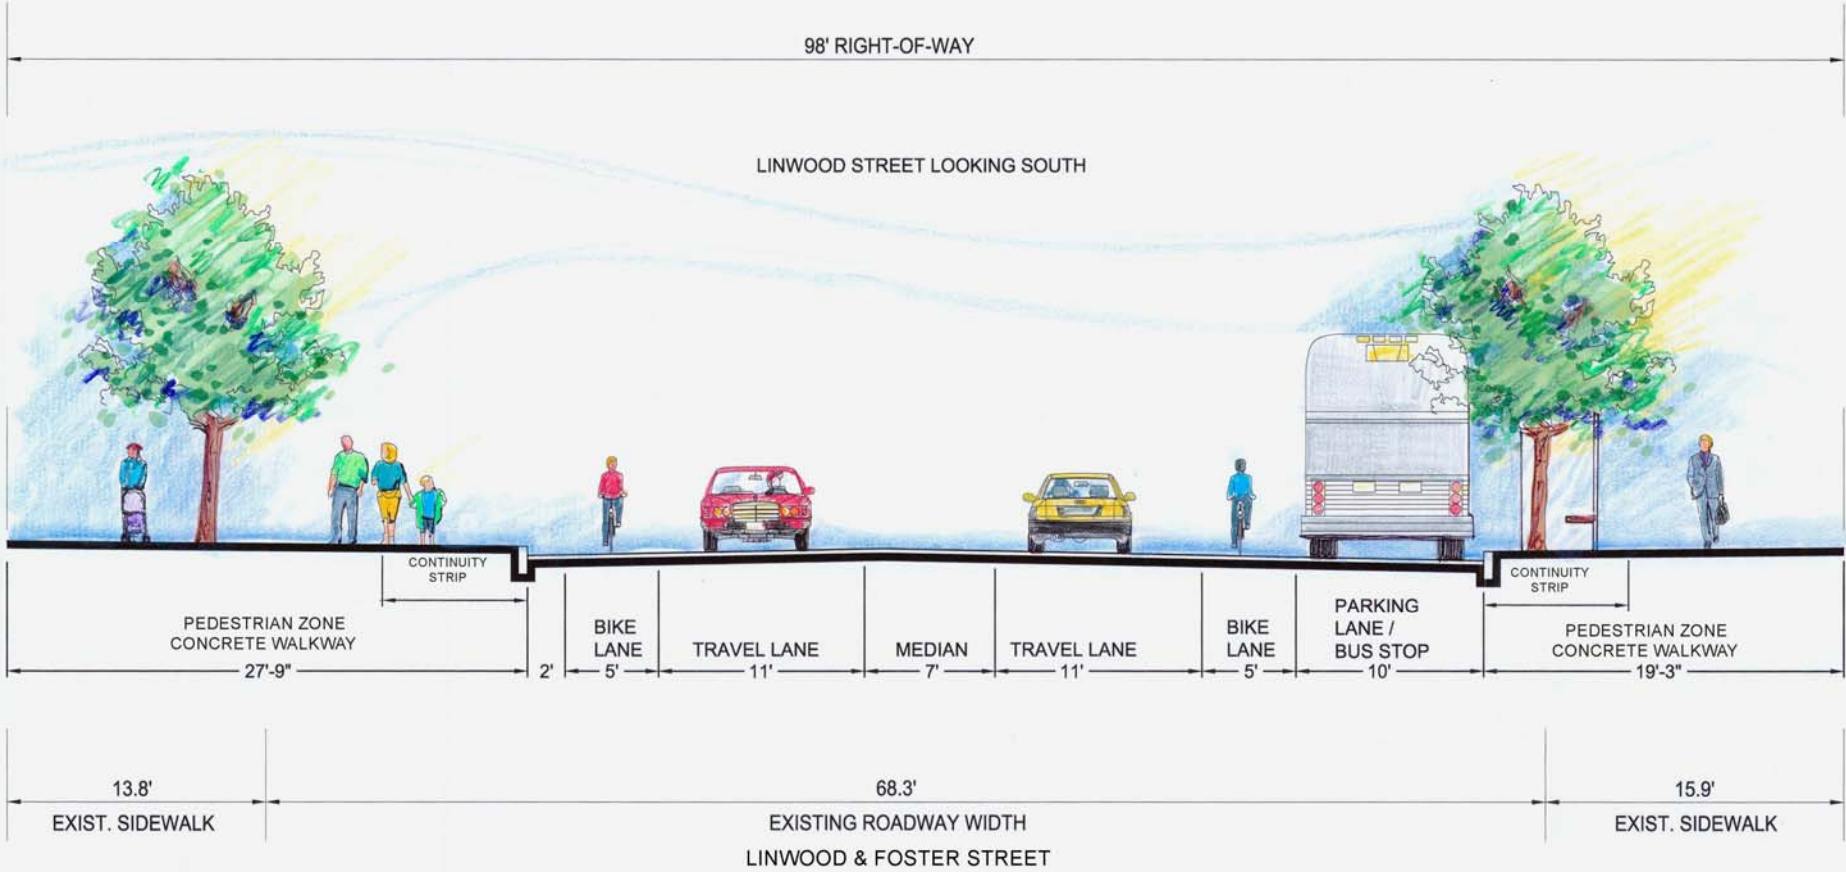 98' RIGHT-OF-WAY
LINWOOD STREET LOOKING SOUTH
CONTINUITY
STRIP
PEDESTRIAN ZONE
CONCRETE WALKWAY
27'-9"
2'
BIKE
LANE
5'
TRAVEL LANE
11'
MEDIAN
7'
TRAVEL LANE
11'
BIKE
LANE
5'
PARKING
LANE /
BUS STOP
10'
CONTINUITY
STRIP
PEDESTRIAN ZONE
CONCRETE WALKWAY
19'-3"
13.8'
EXIST. SIDEWALK
68.3'
EXISTING ROADWAY WIDTH
15.9'
EXIST. SIDEWALK
LINWOOD & FOSTER STREET